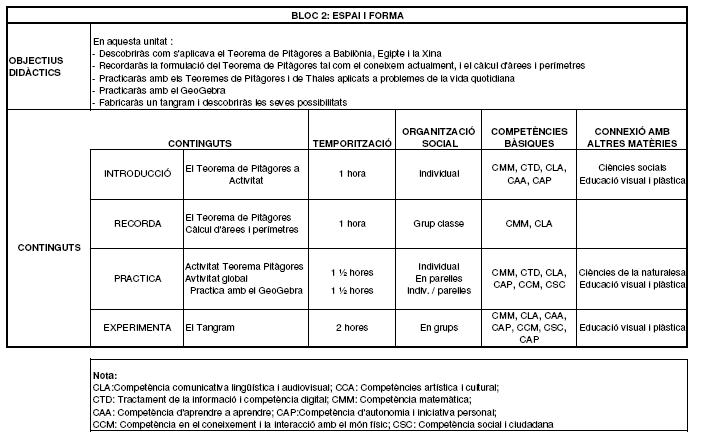 BLOC 2: ESPAI I FORMA
OBJECTIUS
DIDÀCTICS
En aquesta unitat :
- Descobriràs com s'aplicava el Teorema de Pitàgores a Babilònia, Egipte i la Xina
- Recordaràs la formulació del Teorema de Pitàgores tal com el coneixem actualment, i el càlcul d'àrees i perímetres
- Practicaràs amb els Teoremes de Pitàgores i de Thales aplicats a problemes de la vida quotidiana
- Practicaràs amb el GeoGebra
- Fabricaràs un tangram i descobriràs les seves possibilitats
CONTINGUTS
CONTINGUTS
TEMPORITZACIÓ
ORGANITZACIÓ
SOCIAL
COMPETÈNCIES
BÀSIQUES
CONNEXIÓ AMB
ALTRES MATÈRIES
INTRODUCCIÓ
El Teorema de Pitàgores a
Activitat
1 hora
Individual
CMM, CTD, CLA,
CAA, CAP
Ciències socials
Educació visual i plàstica
RECORDA
El Teorema de Pitàgores
Càlcul d'àrees i perímetres
1 hora
Grup classe
CMM, CLA
PRACTICA
Activitat Teorema Pitàgores
Avtivitat global
Practica amb el GeoGebra
1 ½ hores
1 ½ hores
Individual
En parelles
Indiv. / parelles
CMM, CTD, CLA,
CAP, CCM, CSC
Ciències de la naturalesa
Educació visual i plàstica
EXPERIMENTA
El Tangram
2 hores
En grups
CMM, CLA, CAA,
CAP, CCM, CSC,
CAP
Educació visual i plàstica
Nota:
CLA:Competència comunicativa lingüística i audiovisual; CCA: Competències artística i cultural;
CTD: Tractament de la informació i competència digital; CMM: Competència matemàtica;
CAA: Competència d'aprendre a aprendre; CAP:Competència d'autonomia i iniciativa personal;
CCM: Competència en el coneixement i la interacció amb el món físic; CSC: Competència social i ciudadana